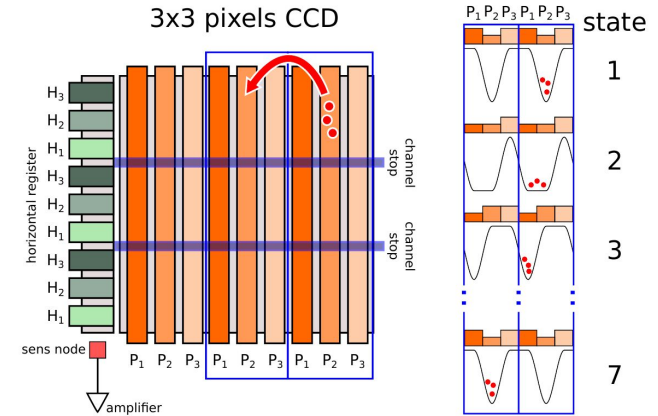 3x3 pixels CCD
H₃
H₂
H₁
H₃
H₂
H₁
H₃
H₂
H₁
horizontal register
channel
stop
channel
stop
sens node
amplifier
P₁ P₂ P₃ P₁ P₂ P₃ P₁ P₂ P₃
P₁ P₂ P₃ P₁ P₂ P₃
state
1
2
3
7